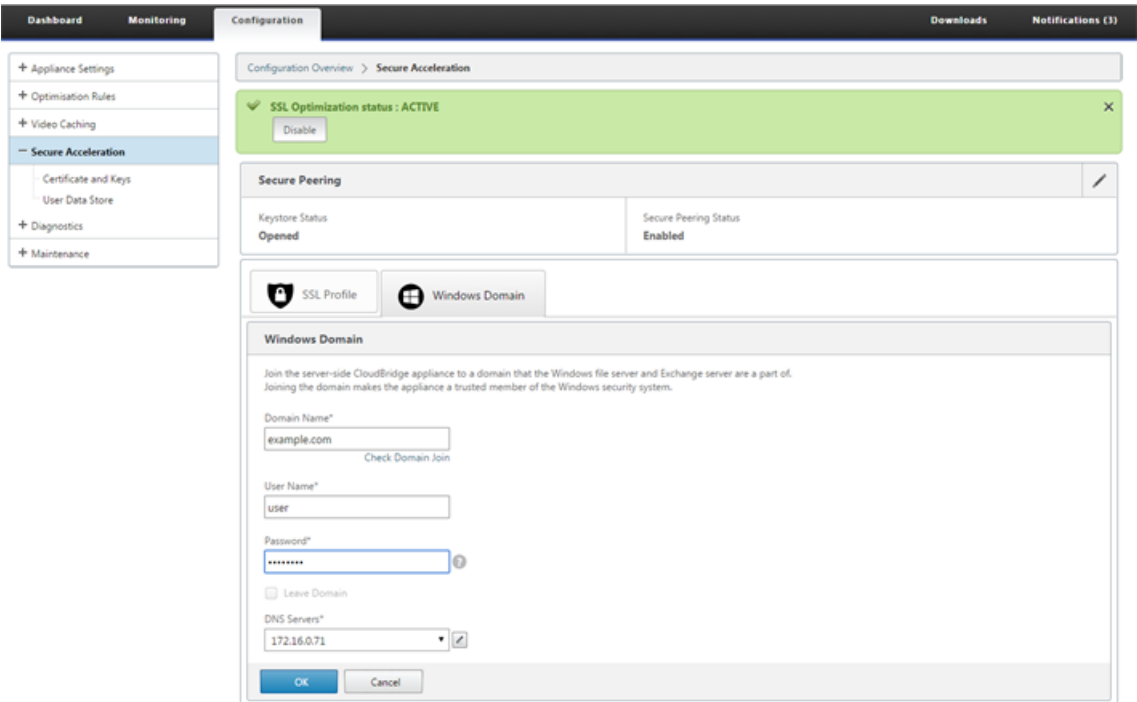 Dashboard Monitoring Configuration Downloads Notifications (3)
+ Appliance Settings
+ Optimisation Rules
+ Video Caching
− Secure Acceleration
Certificate and Keys
User Data Store
+ Diagnostics
+ Maintenance
Configuration Overview > Secure Acceleration
SSL Optimization status : ACTIVE
Disable
Secure Peering
Keystore Status
Opened
Secure Peering Status
Enabled
SSL Profile
Windows Domain
Windows Domain
Join the server-side CloudBridge appliance to a domain that the Windows file server and Exchange server are a part of.
Joining the domain makes the appliance a trusted member of the Windows security system.
Domain Name*
example.com
Check Domain Join
User Name*
user
Password*
••••••••
Leave Domain
DNS Servers*
172.16.0.71
OK Cancel